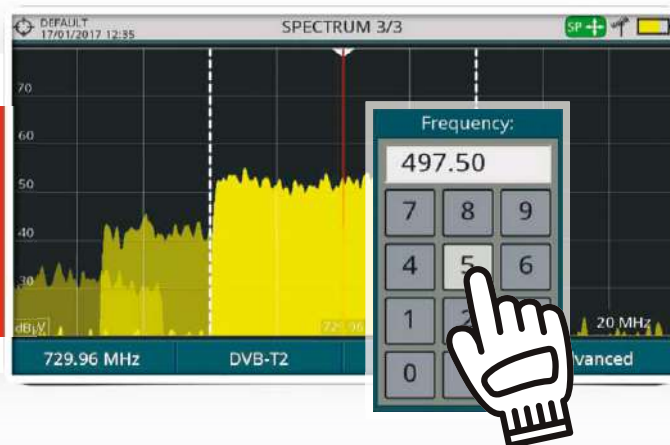 DEFAULT
17/01/2017 12:35
SPECTRUM 3/3
SP
70
60
50
40
30
dBµV
20 MHz
729.96 MHz
DVB-T2
Frequency:
497.50
7 8 9
4 5 6
1
0